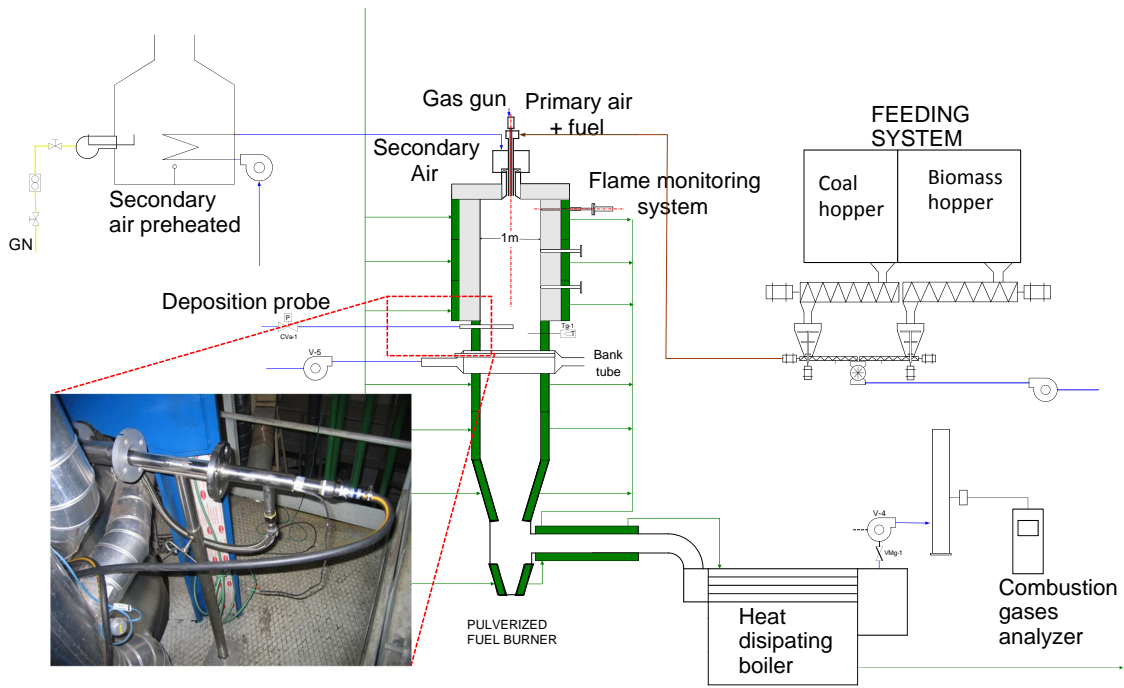 Gas gun
Primary air
+ fuel
FEEDING
SYSTEM
Secondary
Air
Coal
hopper
Biomass
hopper
Flame monitoring
system
Secondary
air preheated
GN
1m
Deposition probe
P
CVa-1
Tg-1
T
V-5
Bank
tube
V-4
VMg-1
PULVERIZED
FUEL BURNER
Heat
disipating
boiler
Combustion
gases
analyzer